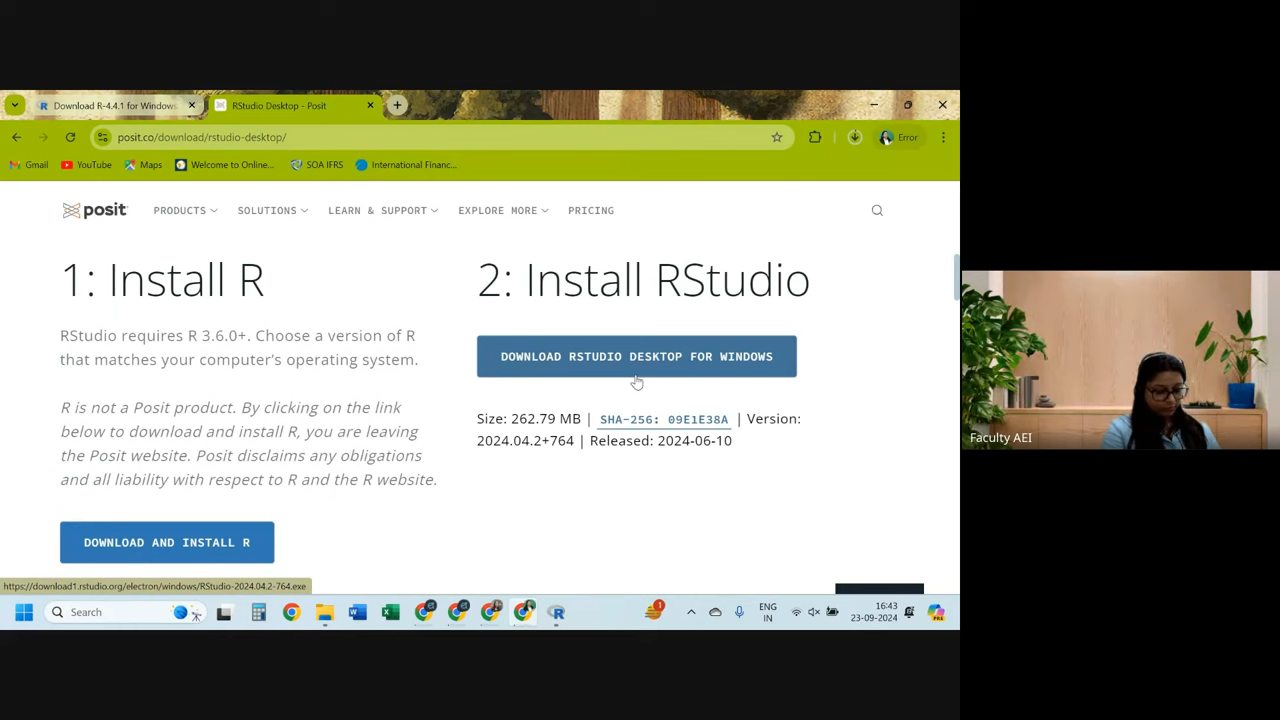 Download R-4.4.1 for Windows
RStudio Desktop - Posit
posit.co/download/rstudio-desktop/
Error
Gmail
YouTube
Maps
Welcome to Online...
SOA IFRS
International Financ...
posit
PRODUCTS
SOLUTIONS
LEARN & SUPPORT
EXPLORE MORE
PRICING
1: Install R
RStudio requires R 3.6.0+. Choose a version of R
that matches your computer's operating system.
R is not a Posit product. By clicking on the link
below to download and install R, you are leaving
the Posit website. Posit disclaims any obligations
and all liability with respect to R and the R website.
DOWNLOAD AND INSTALL R
2: Install RStudio
DOWNLOAD RSTUDIO DESKTOP FOR WINDOWS
Size: 262.79 MB | SHA-256: 09E1E38A | Version:
2024.04.2+764 | Released: 2024-06-10
https://download1.rstudio.org/electron/windows/RStudio-2024.04.2-764.exe
Search
1
ENG
IN
16:43
23-09-2024
Faculty AEI